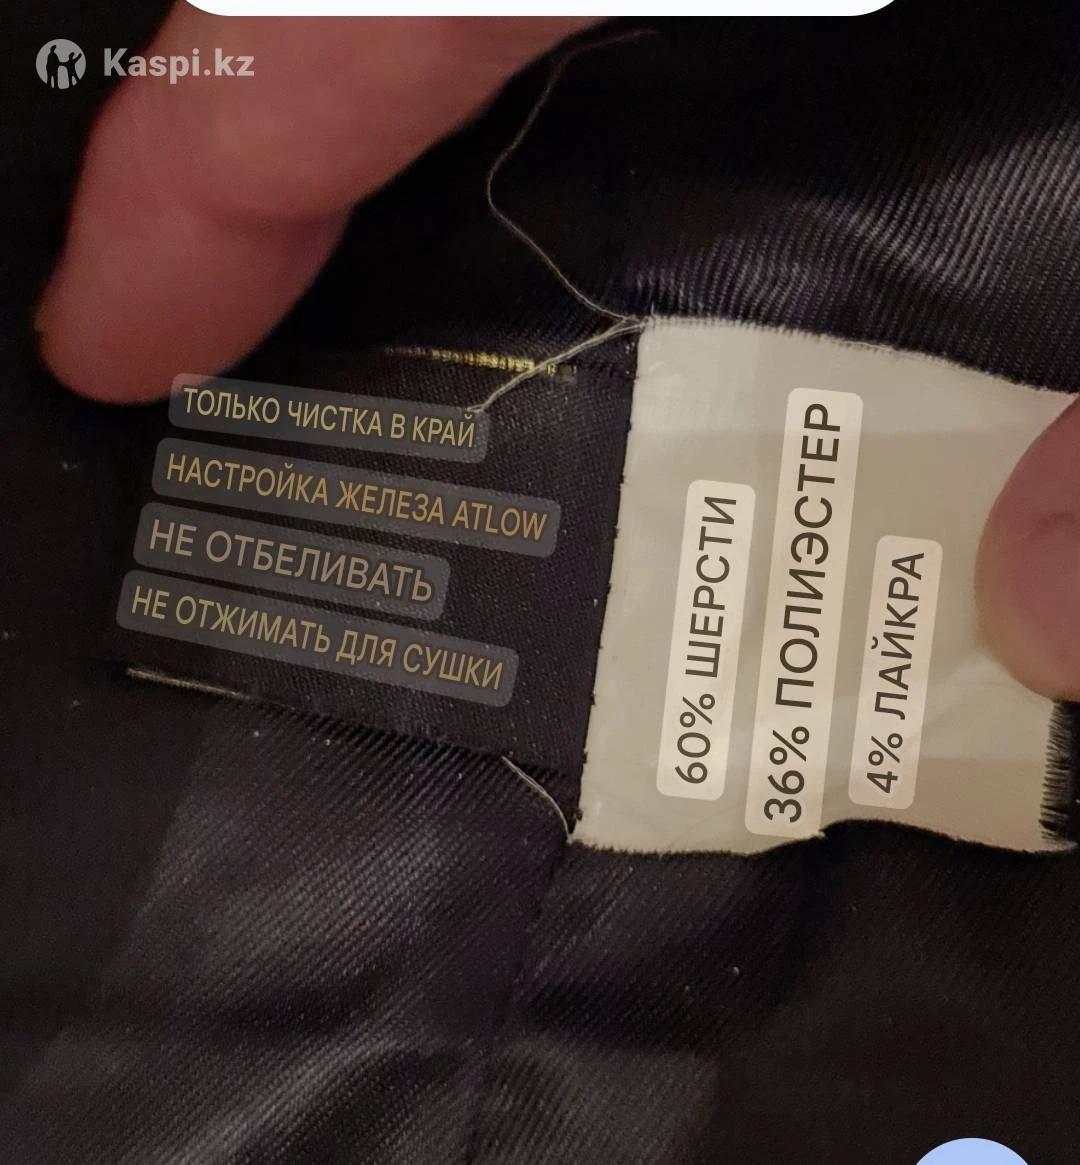 Kaspi.kz
ТОЛЬКО ЧИСТКА В КРАЙ
НАСТРОЙКА ЖЕЛЕЗА ATLOW
НЕ ОТБЕЛИВАТЬ
НЕ ОТЖИМАТЬ ДЛЯ СУШКИ
60% ШЕРСТИ
36% ПОЛИЭСТЕР
4% ЛАЙКРА